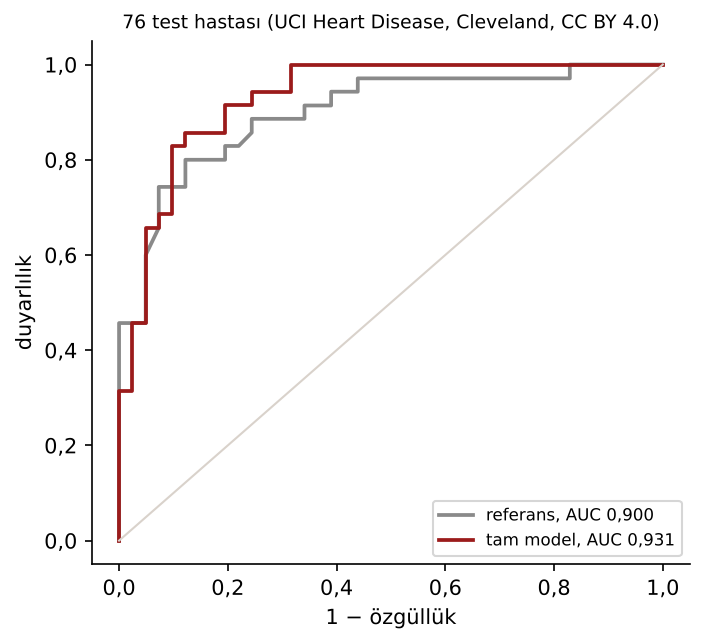 76 test hastası (UCI Heart Disease, Cleveland, CC BY 4.0)
1,0
0,8
0,6
0,4
0,2
0,0
duyarlılık
referans, AUC 0,900
tam model, AUC 0,931
0,0 0,2 0,4 0,6 0,8 1,0
1 − özgüllük